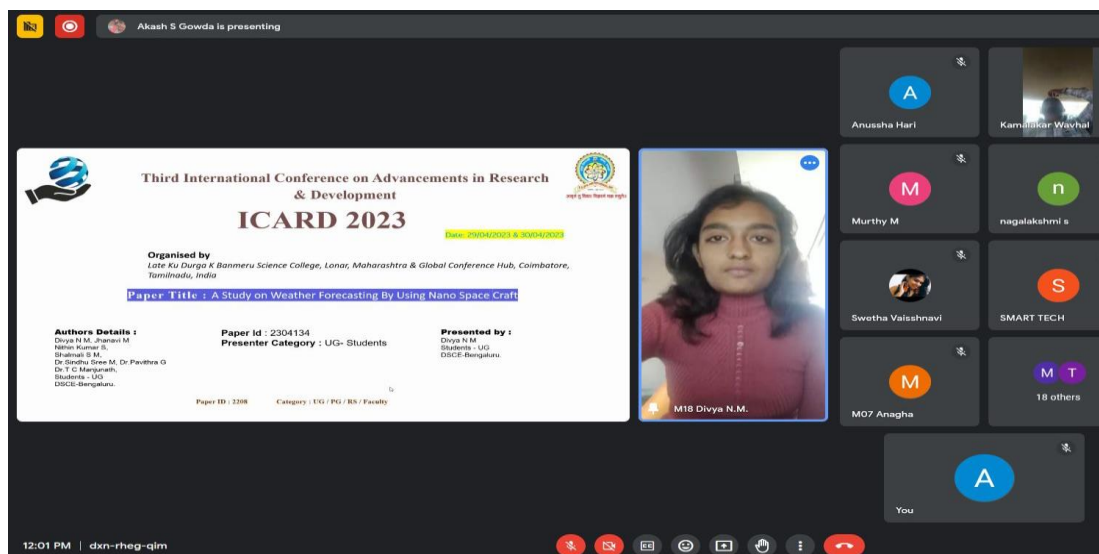 Akash S Gowda is presenting
Third International Conference on Advancements in Research
& Development
ICARD 2023
Date: 29/04/2023 & 30/04/2023
Organised by
Late Ku Durga K Banmeru Science College, Lonar, Maharashtra & Global Conference Hub, Coimbatore,
Tamilnadu, India
Paper Title : A Study on Weather Forecasting By Using Nano Space Craft
Authors Details :
Divya N M, Jhanavi M
Nithin Kumar S,
Shalmali S M,
Dr.Sindhu Sree M, Dr.Pavithra G
Dr.T C Manjunath,
Students - UG
DSCE-Bengaluru.
Paper Id : 2304134
Presenter Category : UG- Students
Presented by :
Divya N M
Students - UG
DSCE-Bengaluru.
Paper ID : 2208 Category : UG / PG / RS / Faculty
M18 Divya N.M.
A
Anussha Hari
Kamalakar Wavhal
M
Murthy M
n
nagalakshmi s
Swetha Vaisshnavi
S
SMART TECH
M
M07 Anagha
M T
18 others
A
You
12:01 PM | dxn-rheg-qim
CC